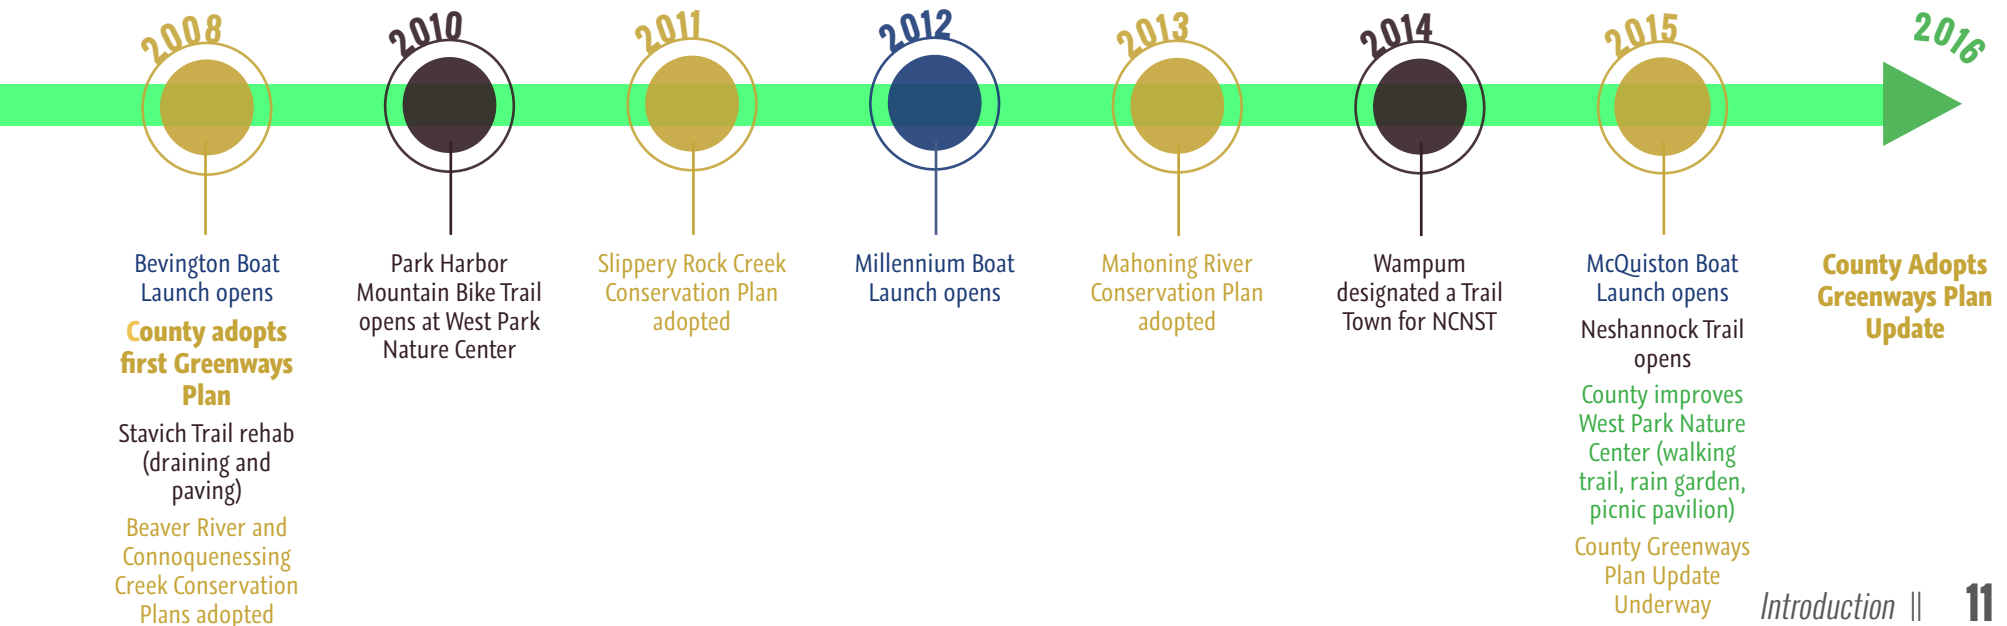 2008
2010
2011
2012
2013
2014
2015
2016
Bevington Boat
Launch opens
County adopts
first Greenways
Plan
Stavich Trail rehab
(draining and
paving)
Beaver River and
Connoquenessing
Creek Conservation
Plans adopted
Park Harbor
Mountain Bike Trail
opens at West Park
Nature Center
Slippery Rock Creek
Conservation Plan
adopted
Millennium Boat
Launch opens
Mahoning River
Conservation Plan
adopted
Wampum
designated a Trail
Town for NCNST
McQuiston Boat
Launch opens
Neshannock Trail
opens
County improves
West Park Nature
Center (walking
trail, rain garden,
picnic pavilion)
County Greenways
Plan Update
Underway
County Adopts
Greenways Plan
Update
Introduction || 11